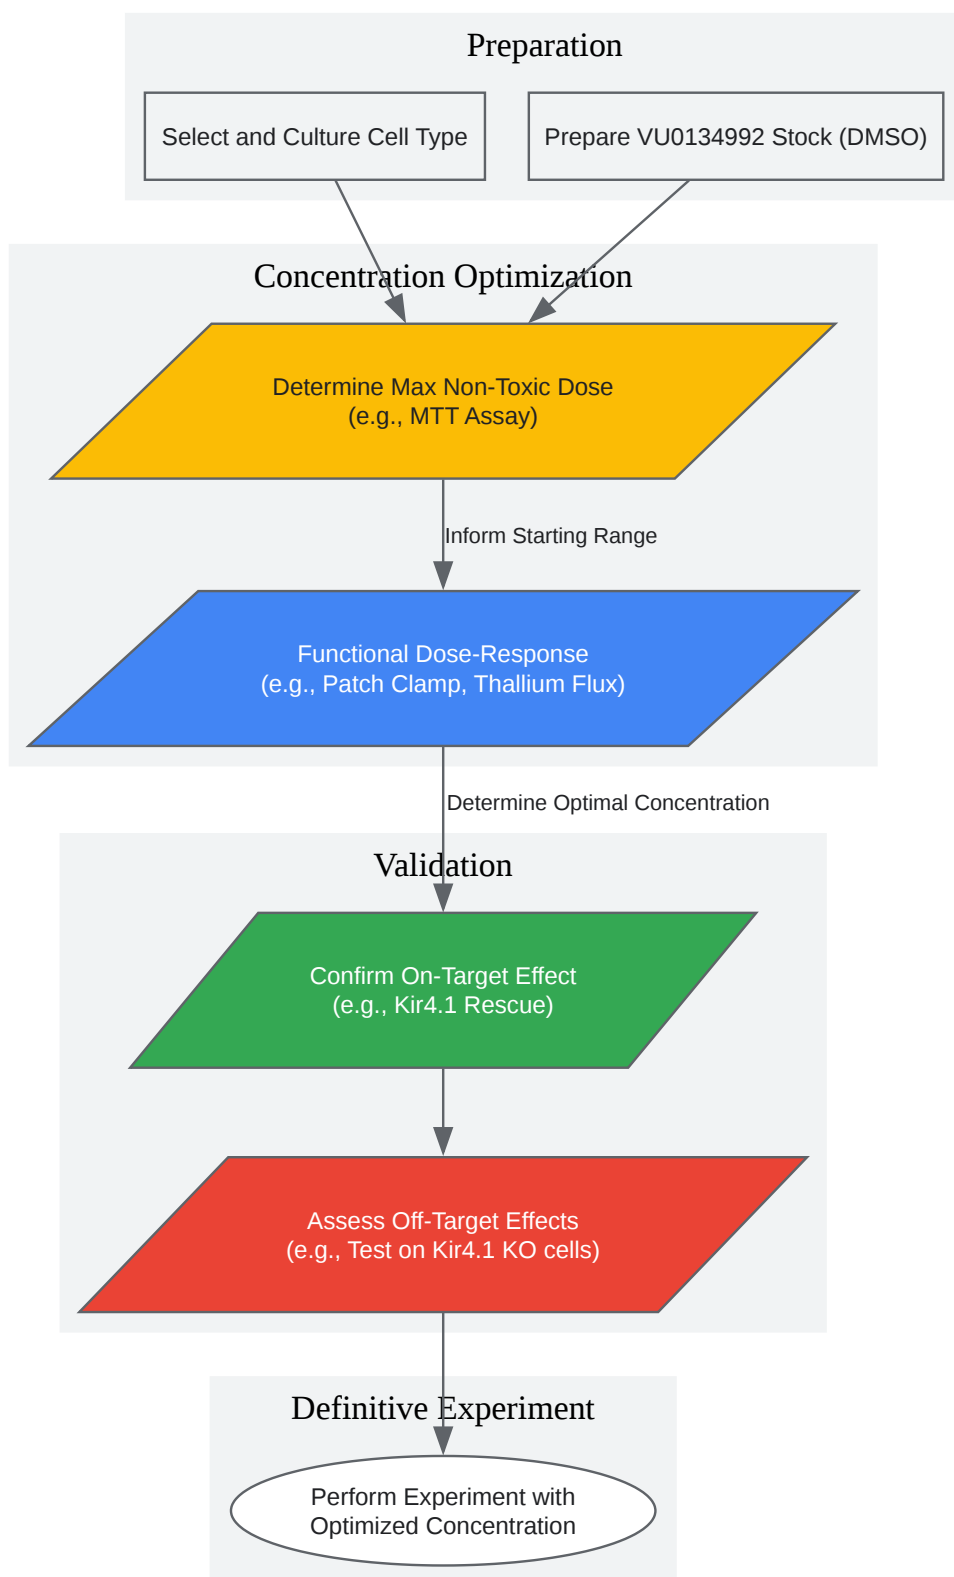 Preparation
Select and Culture Cell Type
Prepare VU0134992 Stock (DMSO)
Concentration Optimization
Determine Max Non-Toxic Dose
(e.g., MTT Assay)
Inform Starting Range
Functional Dose-Response
(e.g., Patch Clamp, Thallium Flux)
Determine Optimal Concentration
Validation
Confirm On-Target Effect
(e.g., Kir4.1 Rescue)
Assess Off-Target Effects
(e.g., Test on Kir4.1 KO cells)
Definitive Experiment
Perform Experiment with
Optimized Concentration